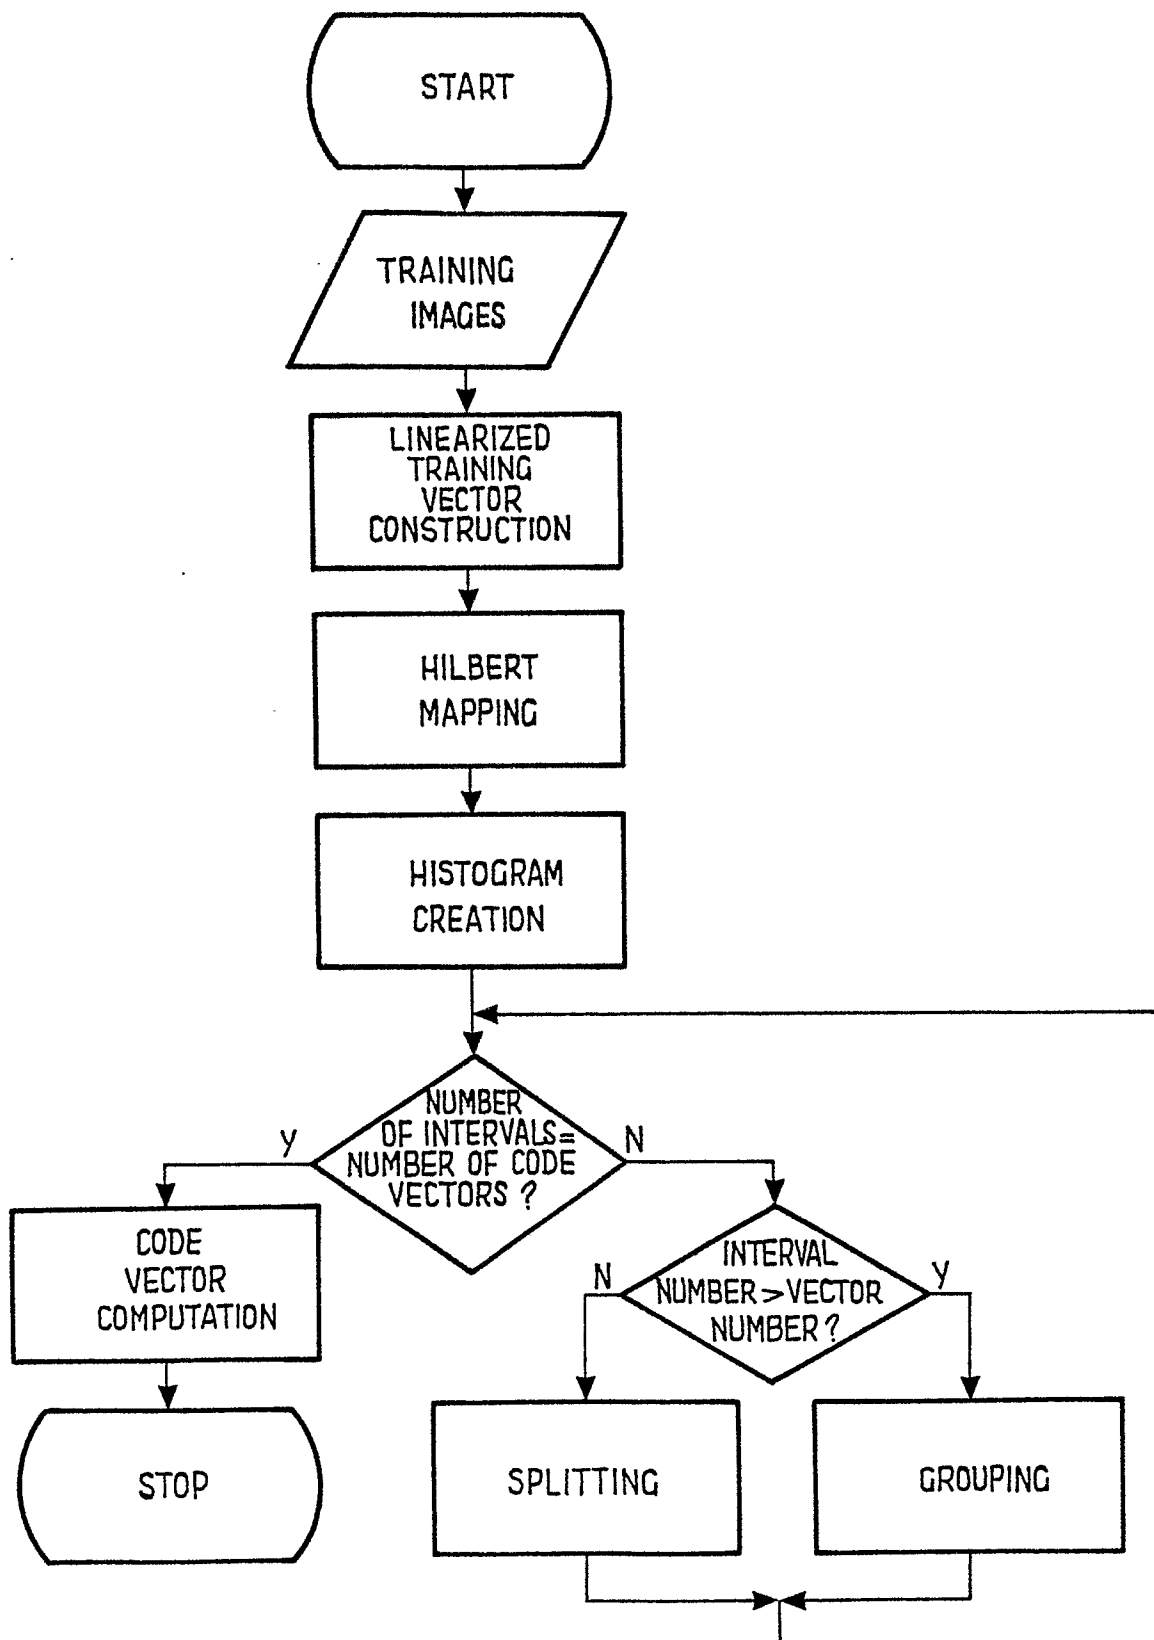 START
TRAINING
IMAGES
LINEARIZED
TRAINING
VECTOR
CONSTRUCTION
HILBERT
MAPPING
HISTOGRAM
CREATION
NUMBER
OF INTERVALS=
NUMBER OF CODE
VECTORS ?
Y
N
CODE
VECTOR
COMPUTATION
INTERVAL
NUMBER>VECTOR
NUMBER?
N
Y
STOP
SPLITTING
GROUPING